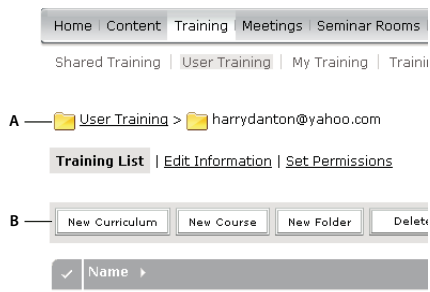 Home Content Training Meetings Seminar Rooms
Shared Training | User Training | My Training |
A User Training > harrydanton@yahoo.com
Training List | Edit Information | Set Permissions
B New Curriculum New Course New Folder
Name